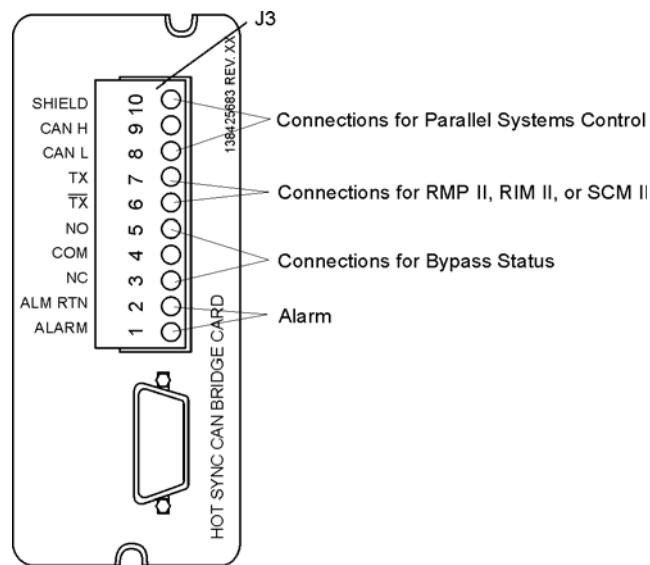 J3
138425683 REV. XX
SHIELD 10
CAN H 9
CAN L 8
TX 7
TX 6
NO 5
COM 4
NC 3
ALM RTN 2
ALARM 1
Connections for Parallel Systems Control
Connections for RMP II, RIM II, or SCM II
Connections for Bypass Status
Alarm
HOT SYNC CAN BRIDGE CARD